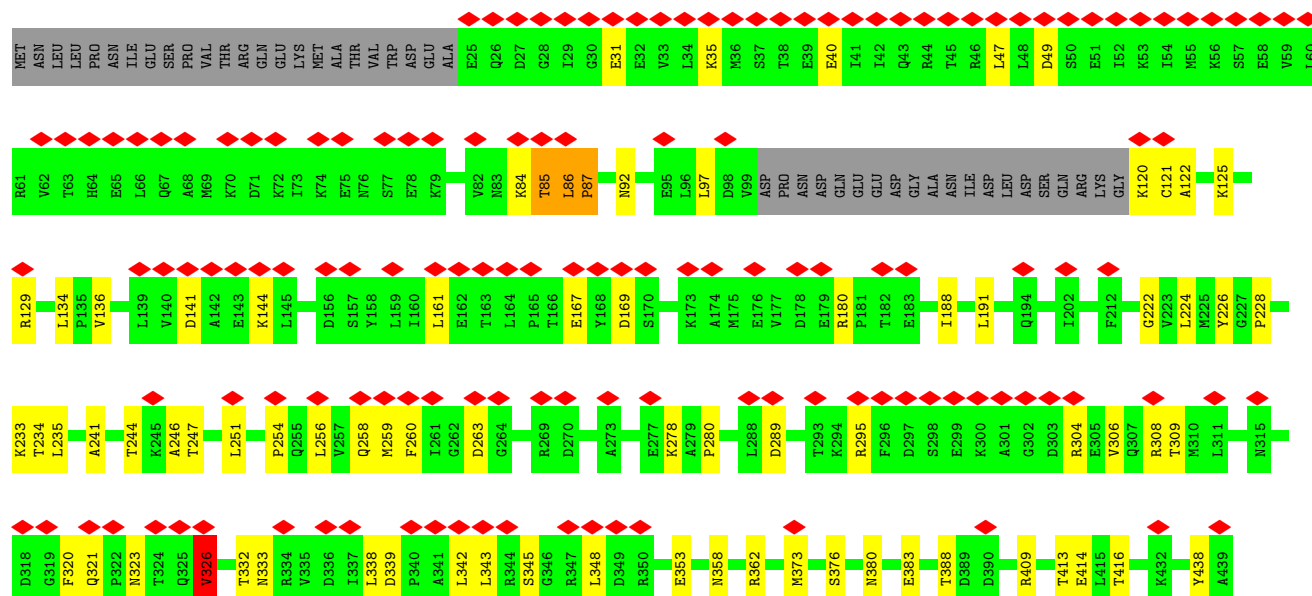 MET ASN LEU LEU PRO ASN ILE GLU SER PRO VAL THR ARG GLN GLU LYS MET ALA THR VAL TRP ASP GLU ALA E25 Q26 D27 G28 I29 G30 E31 E32 V33 L34 K35 M36 S37 T38 E39 E40 I41 I42 Q43 R44 T45 R46 L47 L48 D49 S50 E51 I52 K53 I54 M55 K56 S57 E58 V59 L60
R61 V62 T63 H64 E65 L66 Q67 A68 M69 K70 D71 K72 I73 K74 E75 N76 S77 E78 K79 V82 N83 K84 T85 L86 P87 N92 E95 L96 L97 D98 V99 ASP PRO ASN ASP GLN GLU GLU ASP GLY ALA ASN ILE ASP LEU ASP SER GLN ARG LYS GLY K120 C121 A122 K125
R129 L134 P135 V136 L139 V140 D141 A142 E143 K144 L145 D156 S157 Y158 L159 I160 L161 E162 T163 L164 P165 T166 E167 Y168 D169 S170 K173 A174 M175 E176 V177 D178 E179 R180 P181 T182 E183 I188 L191 Q194 I202 F212 G222 V223 L224 M225 Y226 G227 P228
K233 T234 L235 A241 T244 K245 A246 T247 L251 P254 Q255 L256 V257 Q258 M259 F260 I261 G262 D263 G264 R269 D270 A273 E277 K278 A279 P280 L288 D289 T293 K294 R295 F296 D297 S298 E299 K300 A301 G302 D303 R304 E305 V306 Q307 R308 T309 M310 L311 N315
D318 G319 F320 Q321 P322 N323 T324 Q325 V326 T332 N333 R334 V335 D336 I337 L338 D339 P340 A341 L342 L343 R344 S345 G346 R347 L348 D349 R350 E353 N358 R362 M373 S376 N380 E383 T388 D389 D390 R409 T413 E414 L415 T416 K432 Y438 A439